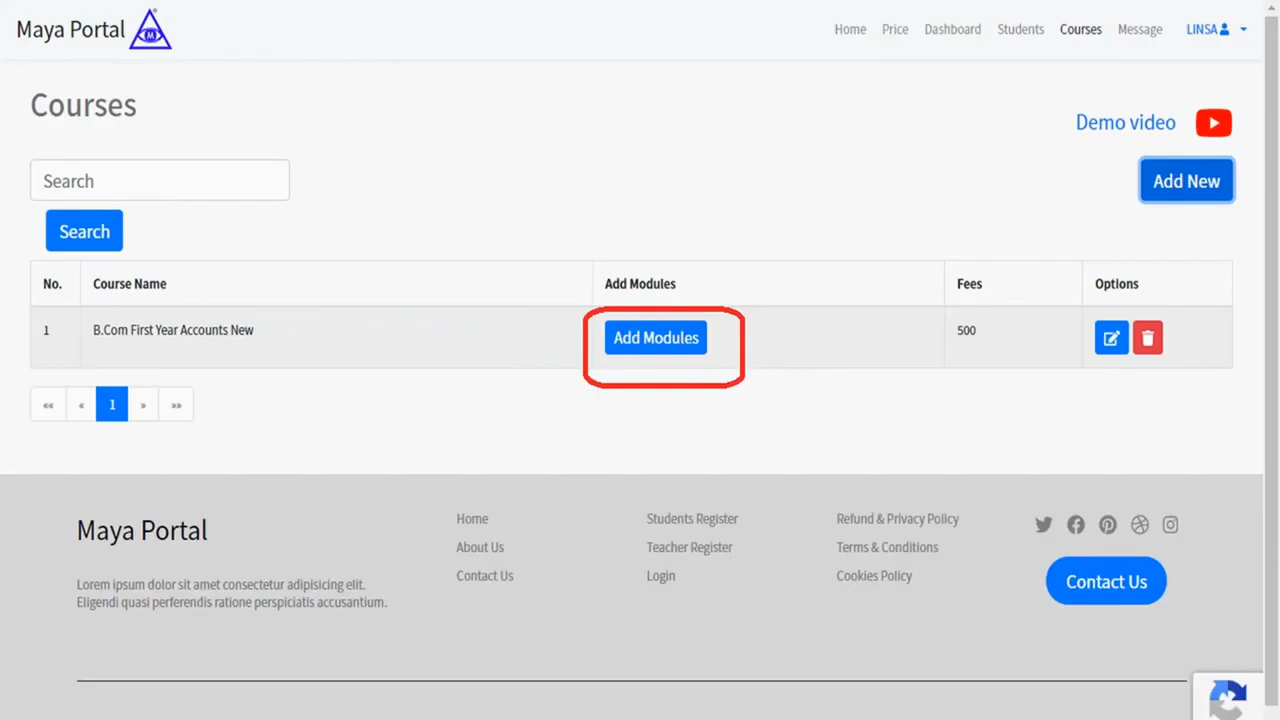 Maya Portal
Home Price Dashboard Students Courses Message LINSA
Courses
Demo video
Search
Add New
Search
No. Course Name Add Modules Fees Options
1 B.Com First Year Accounts New Add Modules 500
«« « 1 » »»
Maya Portal
Lorem ipsum dolor sit amet consectetur adipisicing elit.
Eligendi quasi perferendis ratione perspiciatis accusantium.
Home
About Us
Contact Us
Students Register
Teacher Register
Login
Refund & Privacy Policy
Terms & Conditions
Cookies Policy
Contact Us